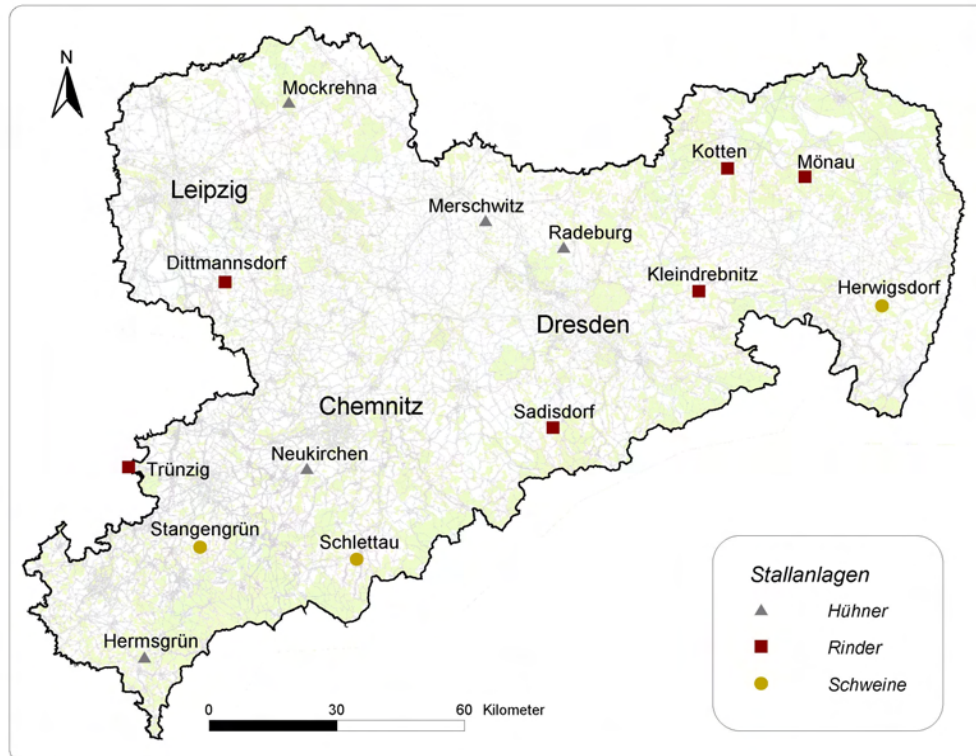 N
Mockrehna
Kotten
Mönau
Leipzig
Merschwitz
Radeburg
Dittmannsdorf
Kleindrebnitz
Herwigsdorf
Dresden
Chemnitz
Sadisdorf
Neukirchen
Trünzig
Stangengrün
Schlettau
Hermsgrün
Stallanlagen
Hühner
Rinder
Schweine
0 30 60 Kilometer